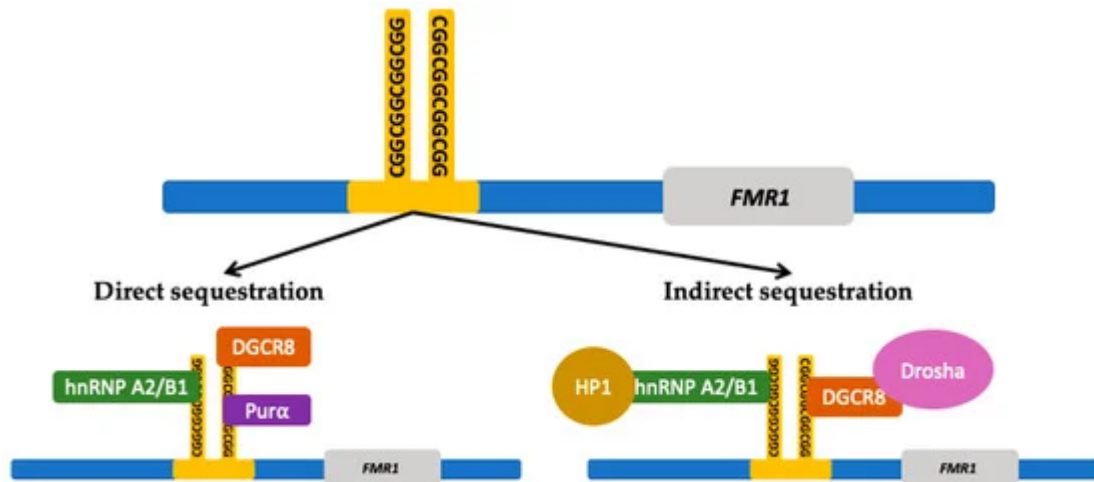 CGGCGGCGGCGG
CGGCGGCGGCGG
FMR1
Direct sequestration
Indirect sequestration
DGCR8
hnRNP A2/B1
Purα
FMR1
HP1
hnRNP A2/B1
Drosha
DGCR8
FMR1